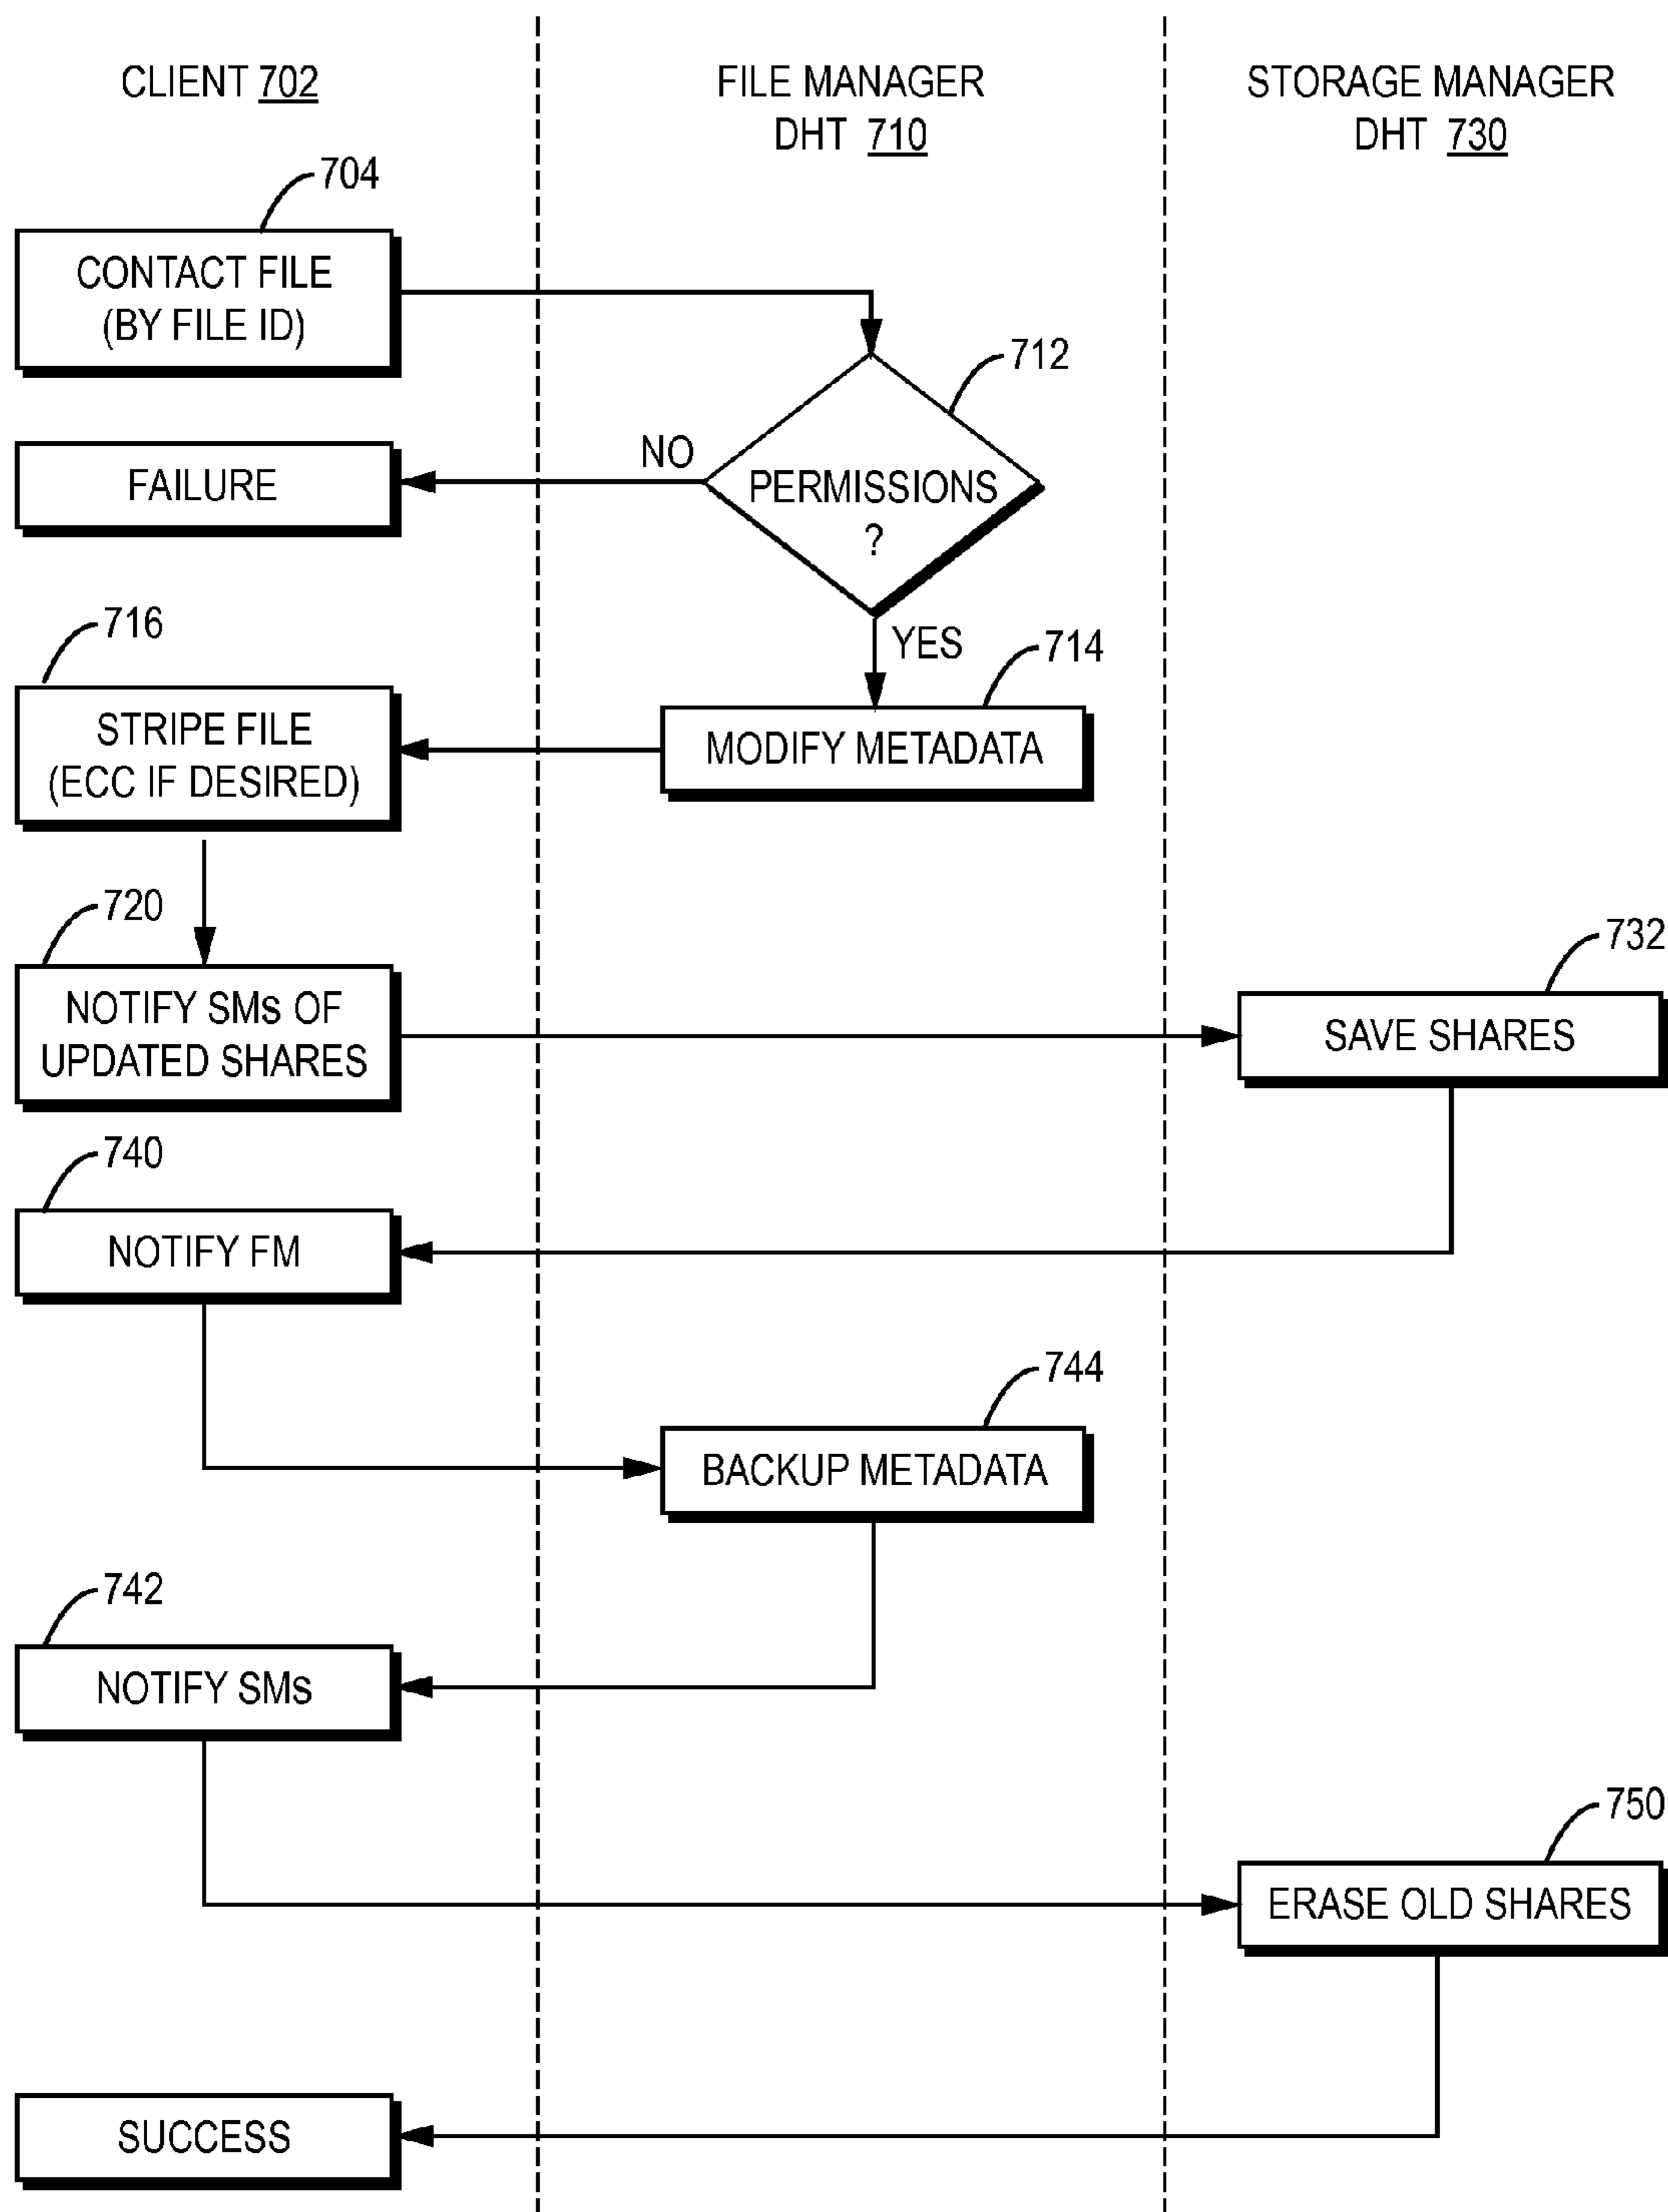 CLIENT 702
FILE MANAGER
DHT 710
STORAGE MANAGER
DHT 730
704
CONTACT FILE
(BY FILE ID)
712
NO
PERMISSIONS
?
FAILURE
YES
714
MODIFY METADATA
716
STRIPE FILE
(ECC IF DESIRED)
720
NOTIFY SMs OF
UPDATED SHARES
732
SAVE SHARES
740
NOTIFY FM
744
BACKUP METADATA
742
NOTIFY SMs
750
ERASE OLD SHARES
SUCCESS